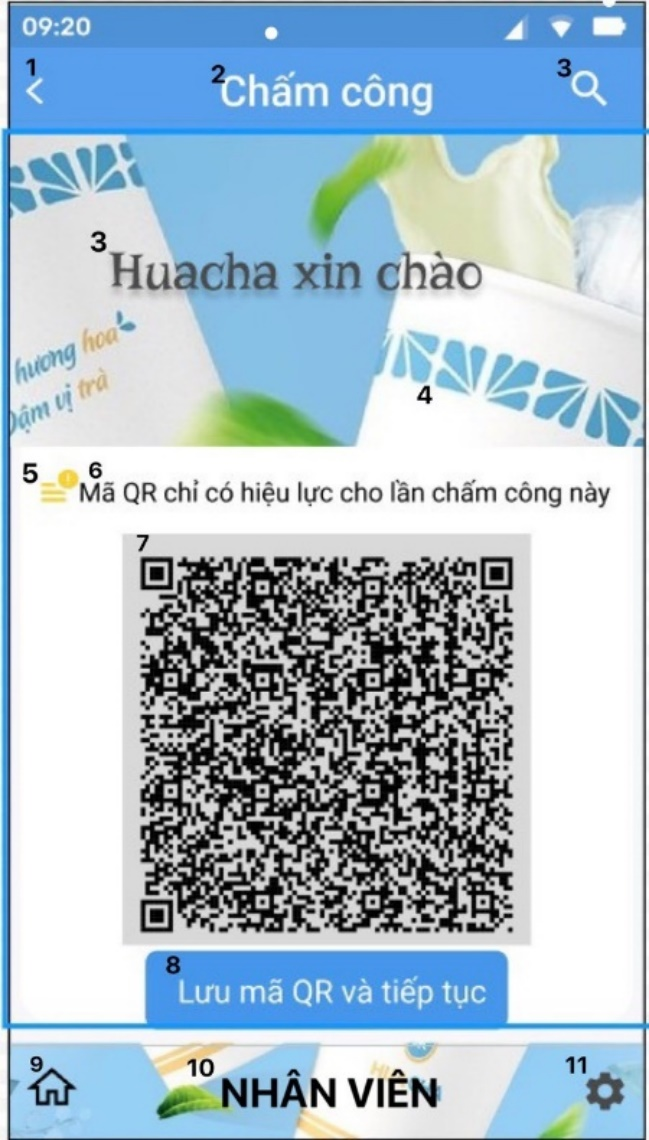 09:20
1
2
Chấm công
3
3
Huacha xin chào
hương hoa
Đậm vị trà
4
5
6
Mã QR chỉ có hiệu lực cho lần chấm công này
7
8
Lưu mã QR và tiếp tục
9
10
NHÂN VIÊN
11